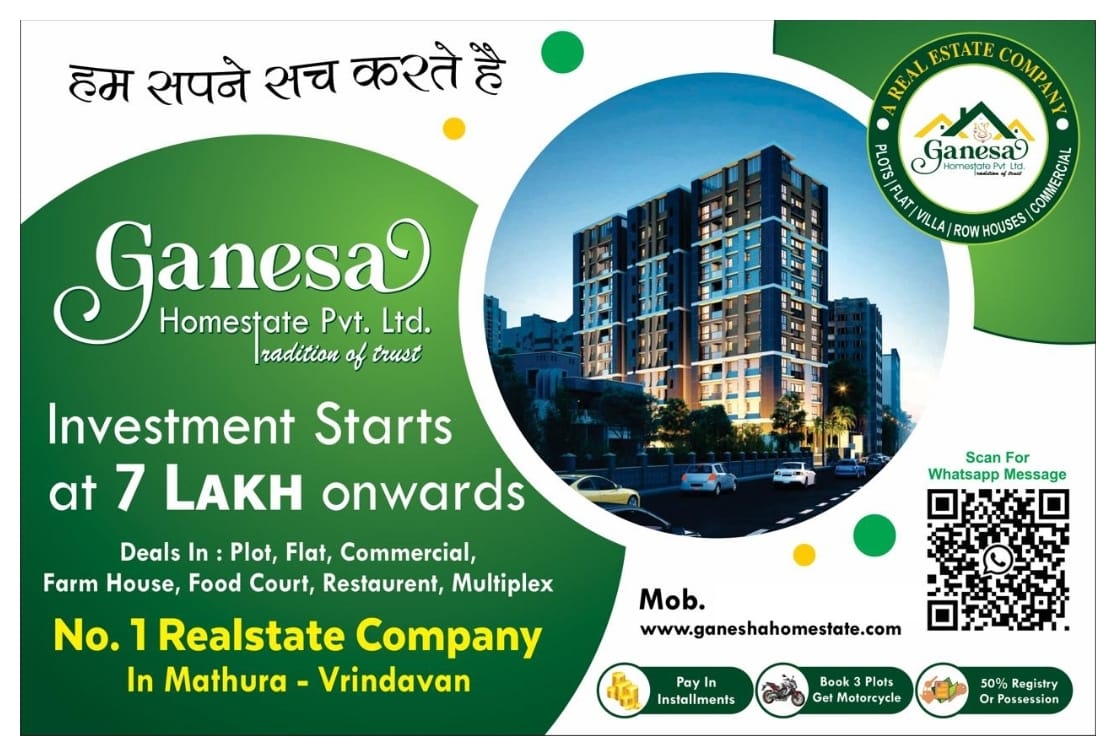 हम सपने सच करते है
A REAL ESTATE COMPANY
Ganesa
Homestate Pvt Ltd.
Tradition of trust
PLOTS | FLAT | VILLA | ROW HOUSES | COMMERCIAL
Ganesa
Homestate Pvt. Ltd.
Tradition of trust
Investment Starts
at 7 LAKH onwards
Deals In : Plot, Flat, Commercial,
Farm House, Food Court, Restaurent, Multiplex
No. 1 Realstate Company
In Mathura - Vrindavan
Scan For
Whatsapp Message
Mob.
www.ganeshahomestate.com
Pay In
Installments
Book 3 Plots
Get Motorcycle
50% Registry
Or Possession